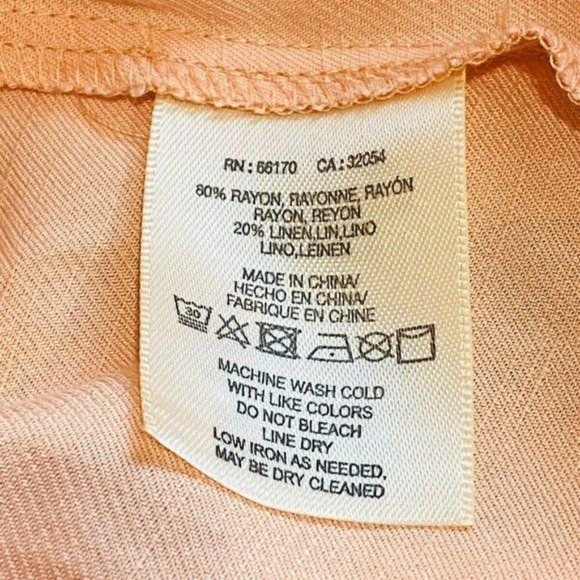 RN:66170 CA:32054
80% RAYON, RAYONNE, RAYÓN
RAYON, REYON
20% LINEN,LIN,LINO
LINO,LEINEN
MADE IN CHINA/
HECHO EN CHINA/
FABRIQUE EN CHINE
30
MACHINE WASH COLD
WITH LIKE COLORS
DO NOT BLEACH
LINE DRY
LOW IRON AS NEEDED,
MAY BE DRY CLEANED